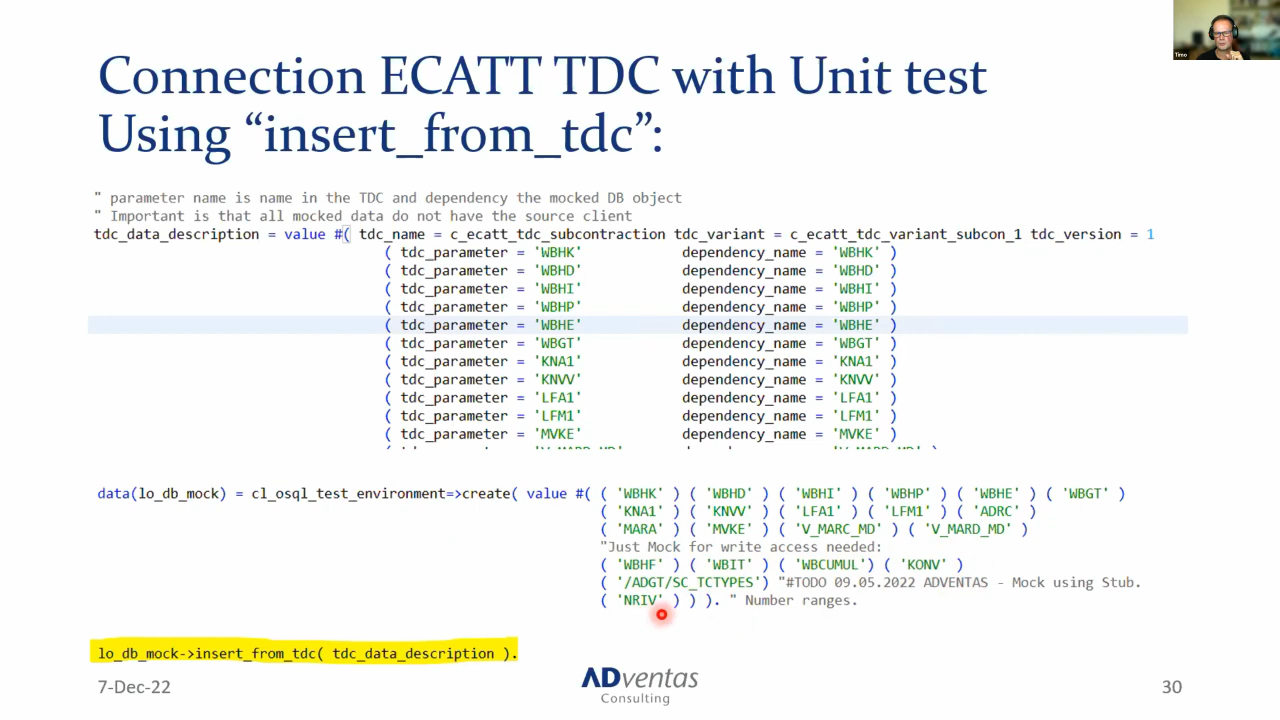 Timo
Connection ECATT TDC with Unit test
Using “insert_from_tdc”:
" parameter name is name in the TDC and dependency the mocked DB object
" Important is that all mocked data do not have the source client
tdc_data_description = value #( tdc_name = c_ecatt_tdc_subcontraction tdc_variant = c_ecatt_tdc_variant_subcon_1 tdc_version = 1
( tdc_parameter = 'WBHK' dependency_name = 'WBHK' )
( tdc_parameter = 'WBHD' dependency_name = 'WBHD' )
( tdc_parameter = 'WBHI' dependency_name = 'WBHI' )
( tdc_parameter = 'WBHP' dependency_name = 'WBHP' )
( tdc_parameter = 'WBHE' dependency_name = 'WBHE' )
( tdc_parameter = 'WBGT' dependency_name = 'WBGT' )
( tdc_parameter = 'KNA1' dependency_name = 'KNA1' )
( tdc_parameter = 'KNVV' dependency_name = 'KNVV' )
( tdc_parameter = 'LFA1' dependency_name = 'LFA1' )
( tdc_parameter = 'LFM1' dependency_name = 'LFM1' )
( tdc_parameter = 'MVKE' dependency_name = 'MVKE' )
data(lo_db_mock) = cl_osql_test_environment=>create( value #( ( 'WBHK' ) ( 'WBHD' ) ( 'WBHI' ) ( 'WBHP' ) ( 'WBHE' ) ( 'WBGT' )
( 'KNA1' ) ( 'KNVV' ) ( 'LFA1' ) ( 'LFM1' ) ( 'ADRC' )
( 'MARA' ) ( 'MVKE' ) ( 'V_MARC_MD' ) ( 'V_MARD_MD' )
"Just Mock for write access needed:
( 'WBHF' ) ( 'WBIT' ) ( 'WBCUMUL') ( 'KONV' )
( '/ADGT/SC_TCTYPES') "#TODO 09.05.2022 ADVENTAS - Mock using Stub.
( 'NRIV' ) ) ). " Number ranges.
lo_db_mock->insert_from_tdc( tdc_data_description ).
7-Dec-22
ADventas
Consulting
30